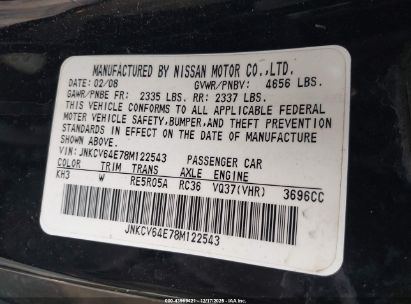 MANUFACTURED BY NISSAN MOTOR CO.,LTD.
02/08 GVWR/PNBV: 4656 LBS.
GAWR/PNBE FR: 2335 LBS. RR: 2337 LBS.
THIS VEHICLE CONFORMS TO ALL APPLICABLE FEDERAL
MOTOR VEHICLE SAFETY,BUMPER,AND THEFT PREVENTION
STANDARDS IN EFFECT ON THE DATE OF MANUFACTURE
SHOWN ABOVE.
VIN: JNKCV64E78M122543 PASSENGER CAR
COLOR TRIM TRANS AXLE ENGINE
KH3 W RE5R05A RC36 VQ37(VHR) 3696CC
JNKCV64E78M122543